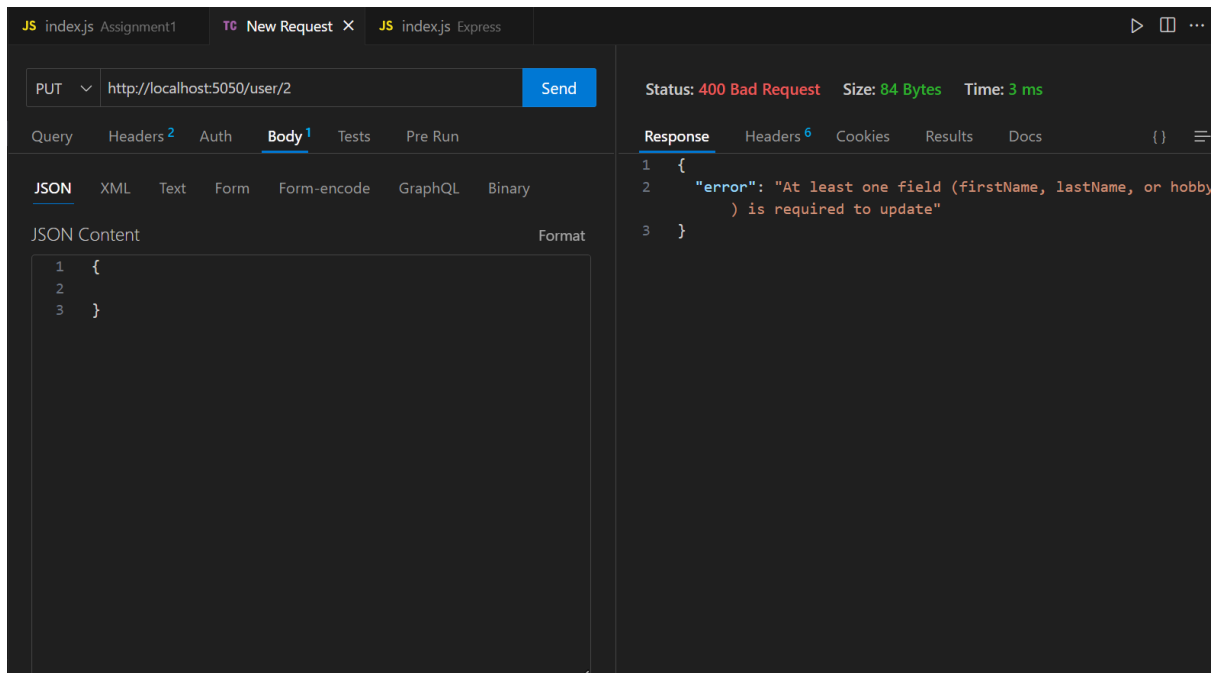 JS index.js Assignment1 TC New Request × JS index.js Express
PUT http://localhost:5050/user/2 Send
Query Headers 2 Auth Body 1 Tests Pre Run
JSON XML Text Form Form-encode GraphQL Binary
JSON Content Format
1 {
2
3 }
Status: 400 Bad Request Size: 84 Bytes Time: 3 ms
Response Headers 6 Cookies Results Docs {}
1 {
2 "error": "At least one field (firstName, lastName, or hobby
) is required to update"
3 }